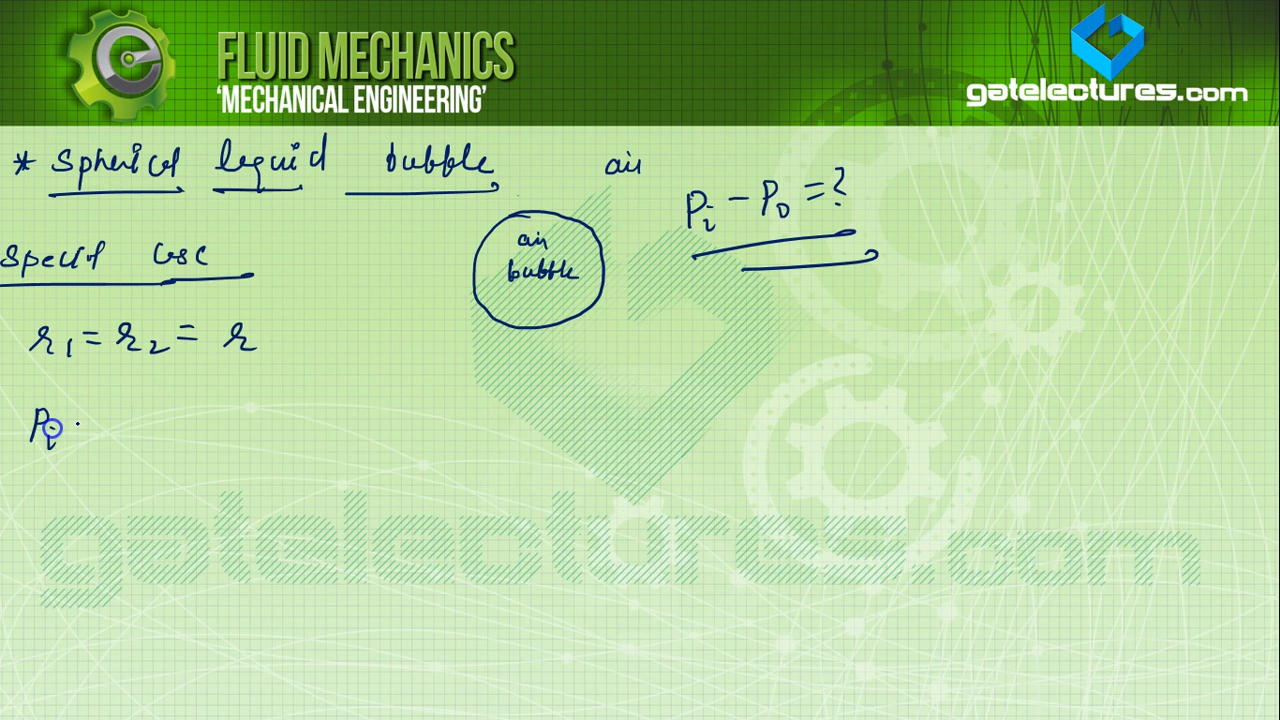 FLUID MECHANICS
'MECHANICAL ENGINEERING'
gatelectures.com
* Spherical liquid bubble air
Pi - P0 = ?
air
bubble
Special case
r1 = r2 = r
Pi
gatelectures.com